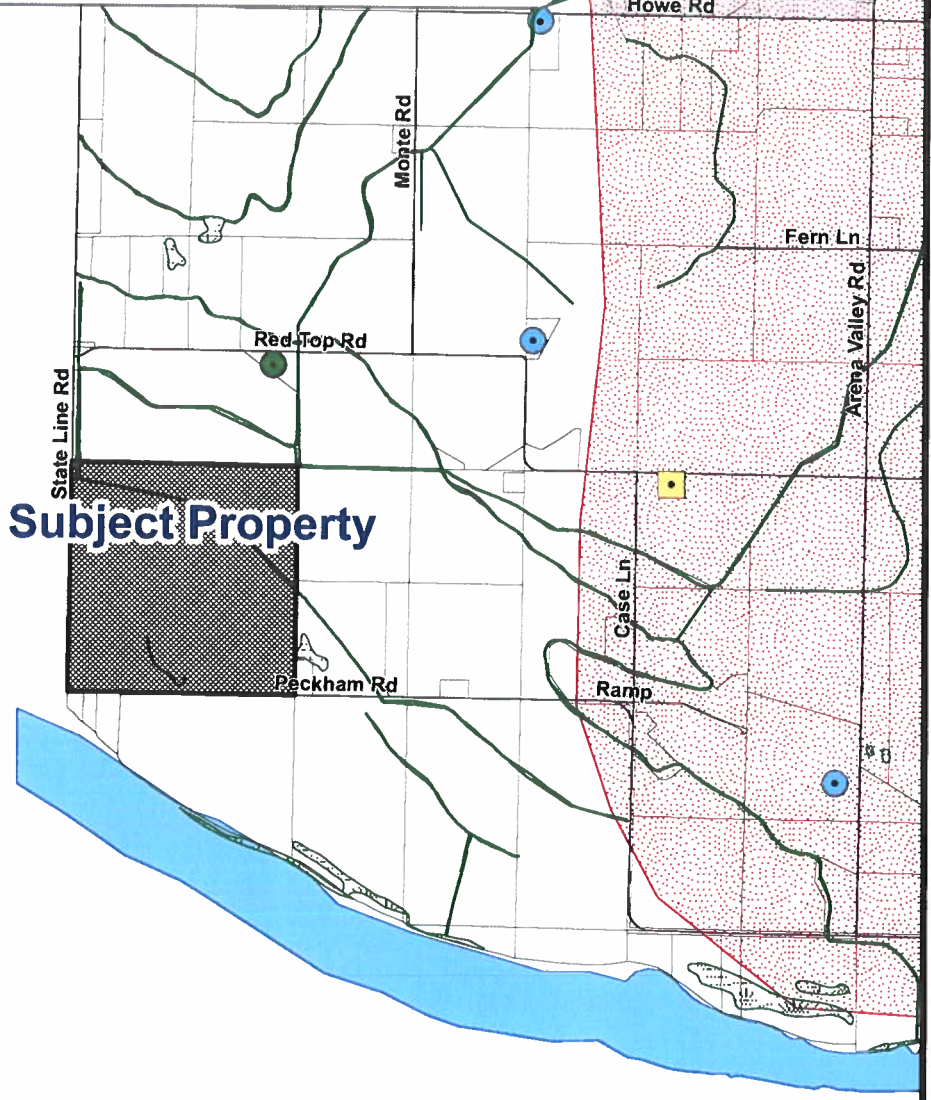 Howe Rd
Monte Rd
Fern Ln
Arena Valley Rd
Red Top Rd
State Line Rd
Subject Property
Case Ln
Peckham Rd
Ramp